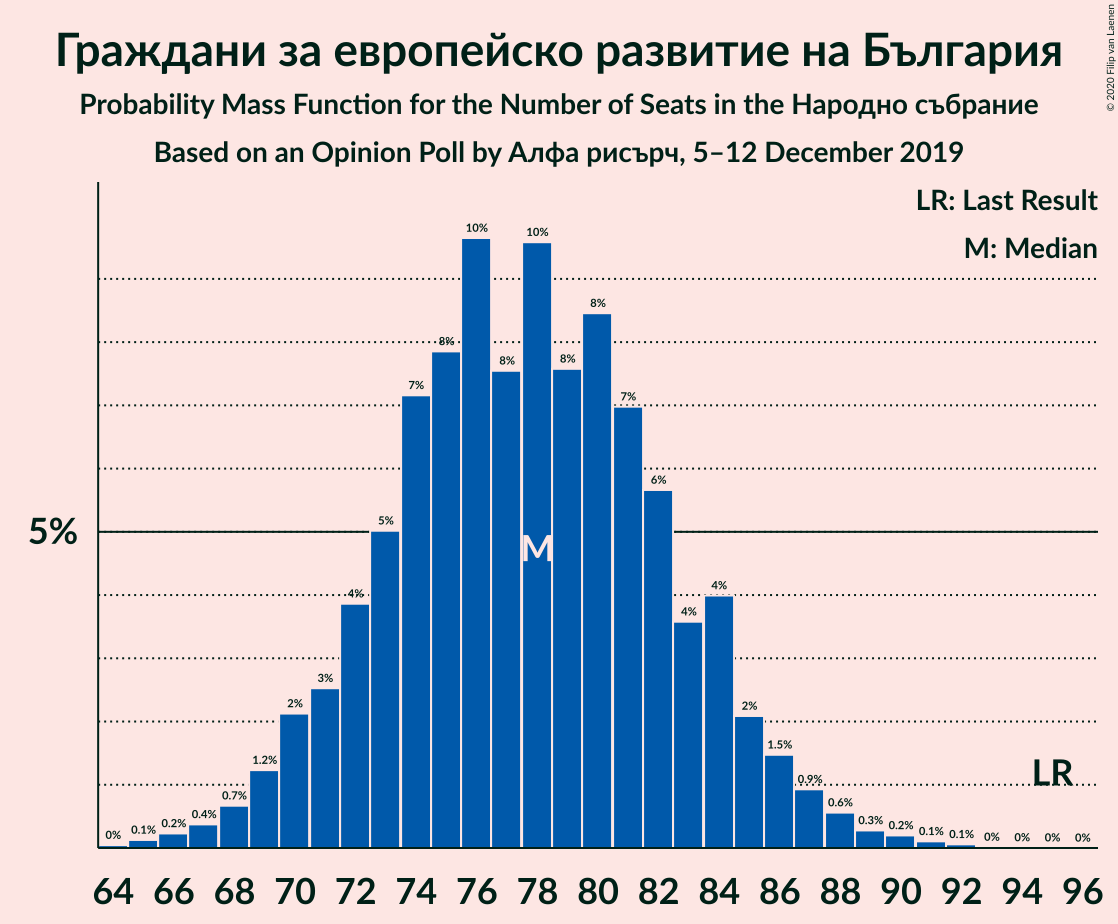 Граждани за европейско развитие на България
Probability Mass Function for the Number of Seats in the Народно събрание
Based on an Opinion Poll by Алфа рисърч, 5–12 December 2019
© 2020 Filip van Laenen
LR: Last Result
M: Median
5%
0% 0.1% 0.2% 0.4% 0.7% 1.2% 2% 3% 4% 5% 7% 8% 10% 8% 10% 8% 8% 7% 6% 4% 4% 2% 1.5% 0.9% 0.6% 0.3% 0.2% 0.1% 0.1% 0% 0% 0% 0%
M
LR
64 66 68 70 72 74 76 78 80 82 84 86 88 90 92 94 96